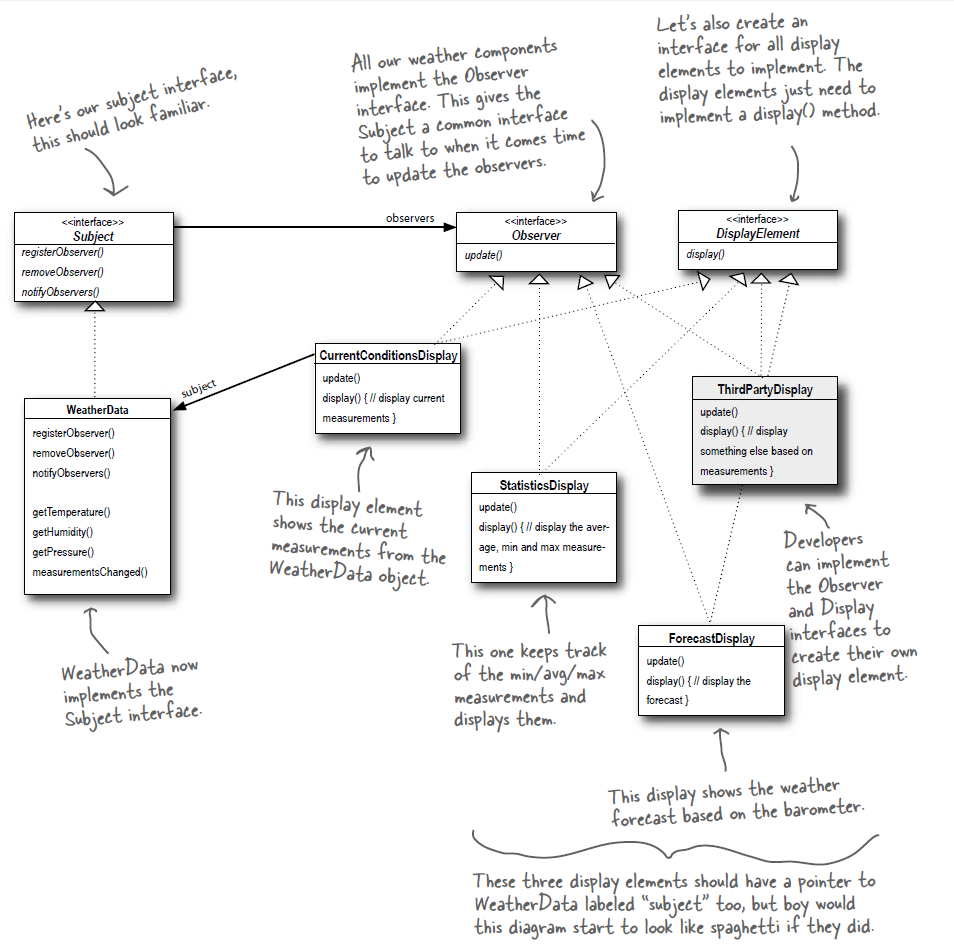 Here's our subject interface,
this should look familiar.
All our weather components
implement the Observer
interface. This gives the
Subject a common interface
to talk to when it comes time
to update the observers.
Let's also create an
interface for all display
elements to implement. The
display elements just need to
implement a display() method.
<<interface>>
Subject
registerObserver()
removeObserver()
notifyObservers()
observers
<<interface>>
Observer
update()
<<interface>>
DisplayElement
display()
subject
WeatherData
registerObserver()
removeObserver()
notifyObservers()
getTemperature()
getHumidity()
getPressure()
measurementsChanged()
CurrentConditionsDisplay
update()
display() { // display current
measurements }
ThirdPartyDisplay
update()
display() { // display
something else based on
measurements }
StatisticsDisplay
update()
display() { // display the aver-
age, min and max measure-
ments }
ForecastDisplay
update()
display() { // display the
forecast }
This display element
shows the current
measurements from the
WeatherData object.
Developers
can implement
the Observer
and Display
interfaces to
create their own
display element.
WeatherData now
implements the
Subject interface.
This one keeps track
of the min/avg/max
measurements and
displays them.
This display shows the weather
forecast based on the barometer.
These three display elements should have a pointer to
WeatherData labeled “subject” too, but boy would
this diagram start to look like spaghetti if they did.